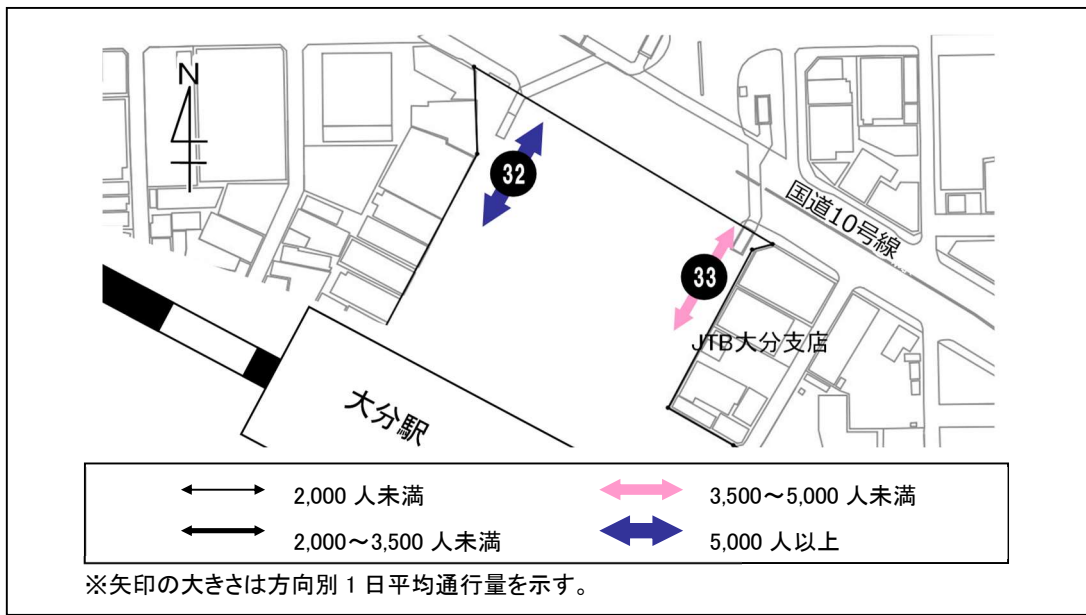 N
32
国道10号線
33
JTB大分支店
大分駅
2,000 人未満
3,500～5,000 人未満
2,000～3,500 人未満
5,000 人以上
※矢印の大きさは方向別 1 日平均通行量を示す。